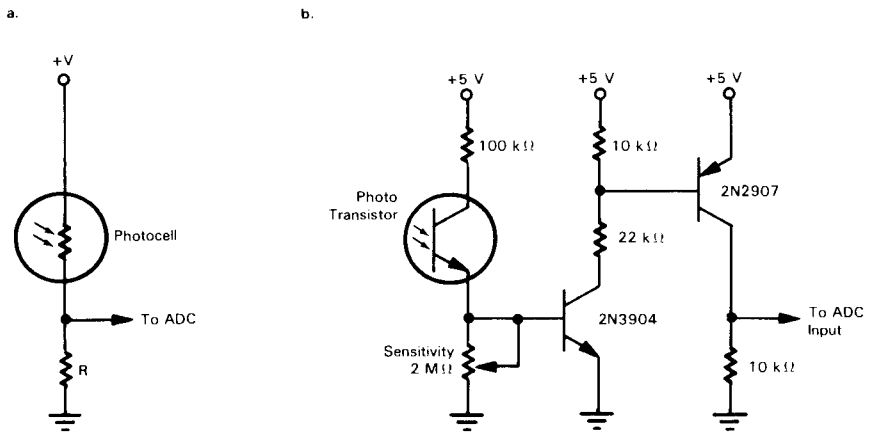 a.
+V
Photocell
To ADC
R
b.
+5 V
+5 V
+5 V
100 kΩ
10 kΩ
Photo
Transistor
2N2907
22 kΩ
2N3904
To ADC
Input
Sensitivity
2 MΩ
10 kΩ